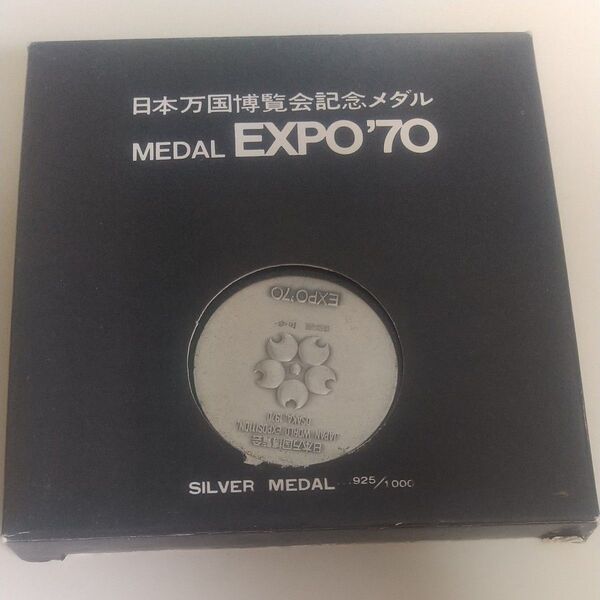 日本万国博覧会記念メダル
MEDAL EXPO'70
EXPO'70
日本万国博覧会
JAPAN WORLD EXPOSITION,
OSAKA, 1970
SILVER MEDAL ...925/1000